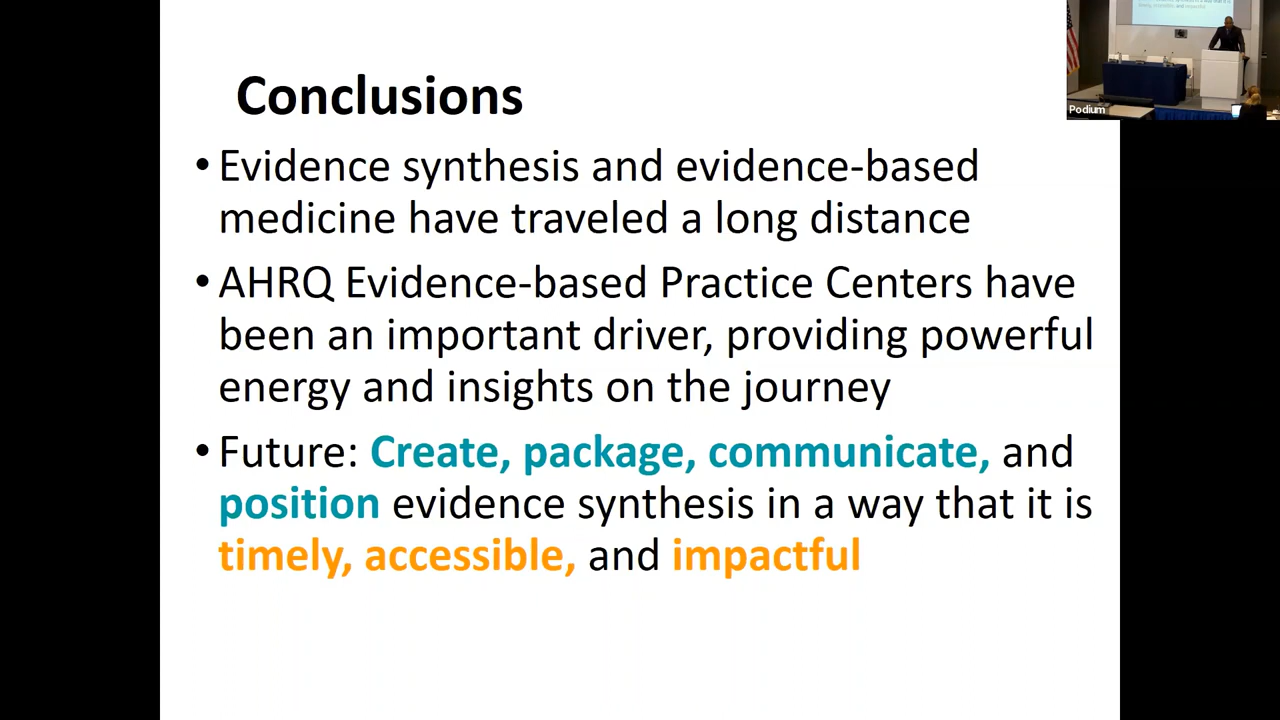 Conclusions
• Evidence synthesis and evidence-based
medicine have traveled a long distance
• AHRQ Evidence-based Practice Centers have
been an important driver, providing powerful
energy and insights on the journey
• Future: Create, package, communicate, and
position evidence synthesis in a way that it is
timely, accessible, and impactful
Podium